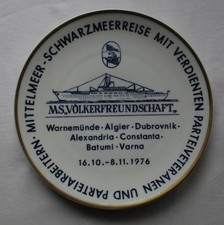 MITTELMEER-SCHWARZMEERREISE MIT VERDIENTEN PARTEIVETERANEN UND PARTEIARBEITERN·
„MS. VÖLKERFREUNDSCHAFT"
Warnemünde-Algier-Dubrovnik-
Alexandria-Constanta-
Batumi-Varna
16.10.-8.11.1976